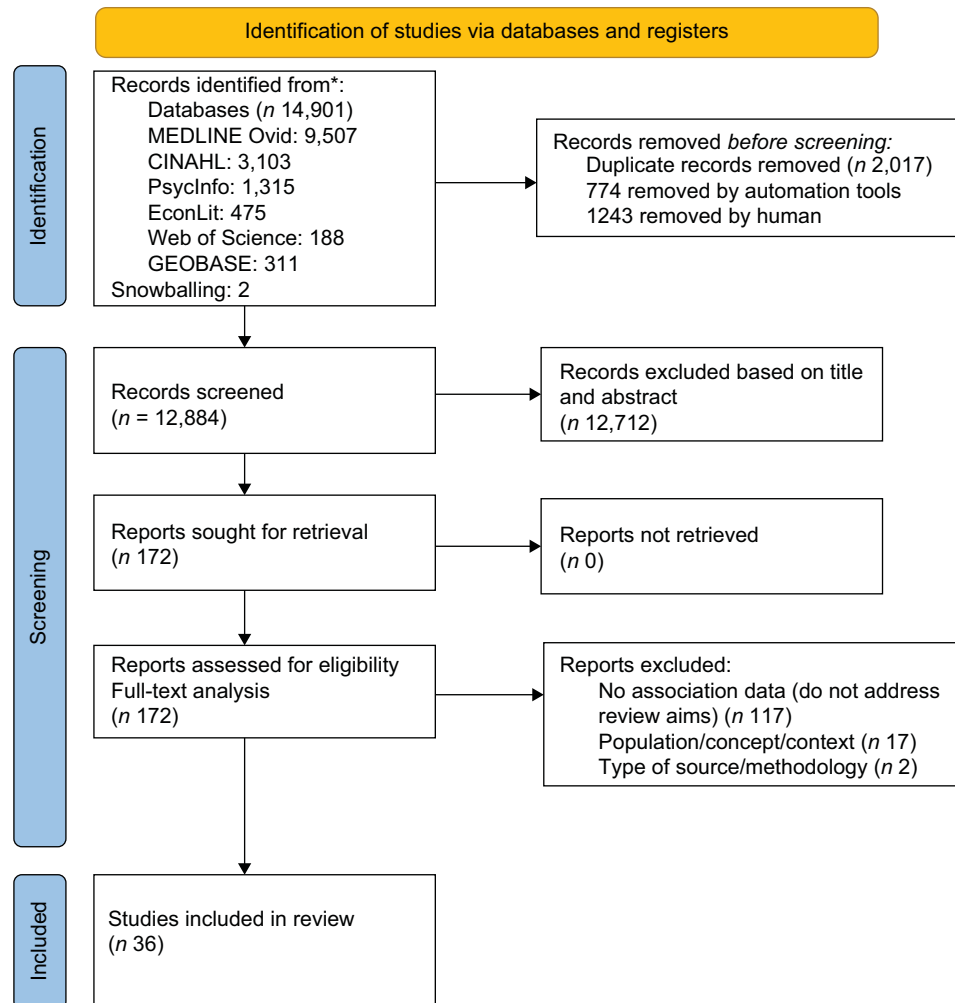 Identification of studies via databases and registers
Identification
Records identified from*:
Databases (n 14,901)
MEDLINE Ovid: 9,507
CINAHL: 3,103
PsycInfo: 1,315
EconLit: 475
Web of Science: 188
GEOBASE: 311
Snowballing: 2
Records removed before screening:
Duplicate records removed (n 2,017)
774 removed by automation tools
1243 removed by human
Screening
Records screened
(n = 12,884)
Records excluded based on title
and abstract
(n 12,712)
Reports sought for retrieval
(n 172)
Reports not retrieved
(n 0)
Reports assessed for eligibility
Full-text analysis
(n 172)
Reports excluded:
No association data (do not address
review aims) (n 117)
Population/concept/context (n 17)
Type of source/methodology (n 2)
Included
Studies included in review
(n 36)